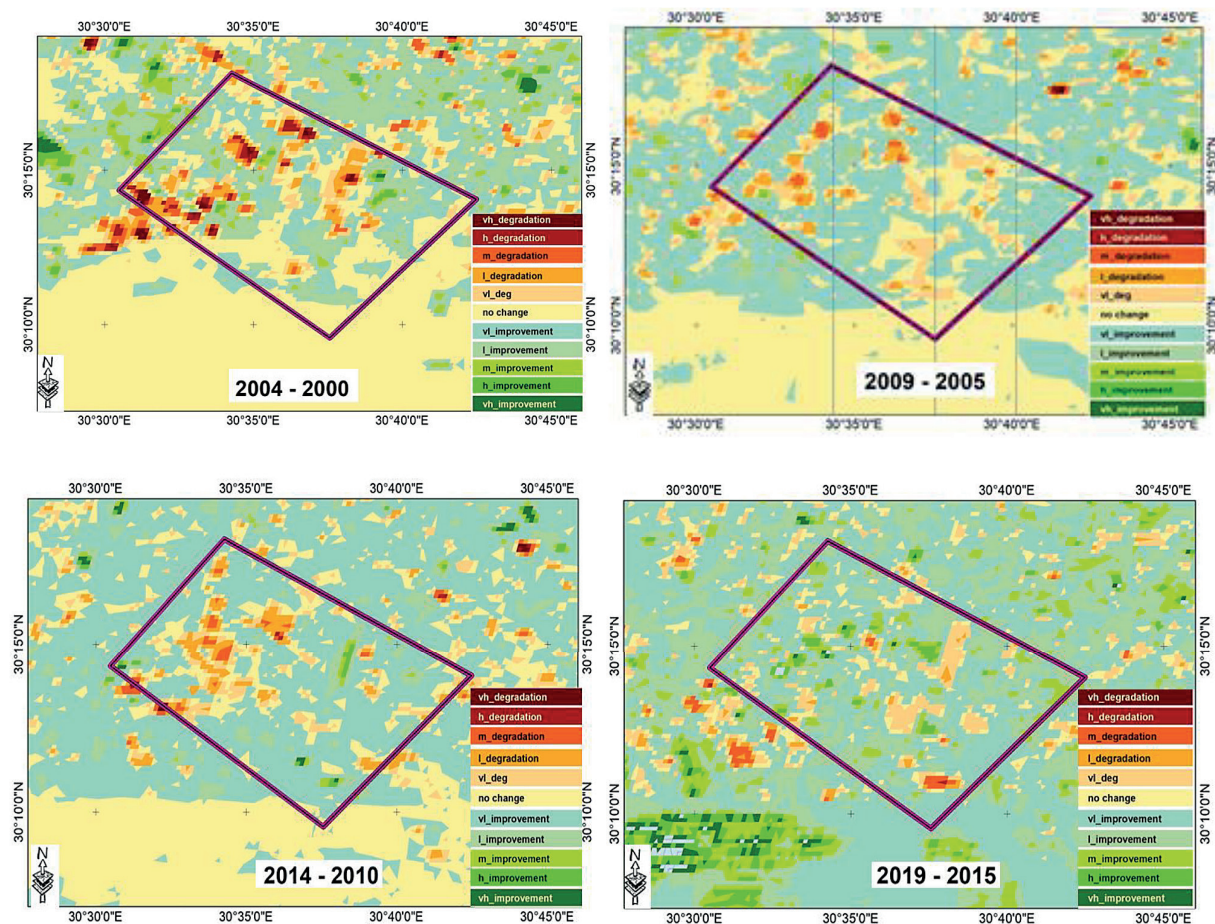 30°30'0"E 30°35'0"E 30°40'0"E 30°45'0"E
30°15'0"N
30°15'0"N
30°10'0"N
30°10'0"N
vh_degradation
h_degradation
m_degradation
l_degradation
vl_deg
no change
vl_improvement
l_improvement
m_improvement
h_improvement
vh_improvement
N
2004 - 2000
30°30'0"E 30°35'0"E 30°40'0"E 30°45'0"E
30°30'0"E 30°35'0"E 30°40'0"E 30°45'0"E
30°15'0"N
30°15'0"N
30°10'0"N
30°10'0"N
vh_degradation
h_degradation
m_degradation
l_degradation
vl_deg
no change
vl_improvement
l_improvement
m_improvement
h_improvement
vh_improvement
N
2009 - 2005
30°30'0"E 30°35'0"E 30°40'0"E 30°45'0"E
30°30'0"E 30°35'0"E 30°40'0"E 30°45'0"E
30°15'0"N
30°15'0"N
30°10'0"N
30°10'0"N
vh_degradation
h_degradation
m_degradation
l_degradation
vl_deg
no change
vl_improvement
l_improvement
m_improvement
h_improvement
vh_improvement
N
2014 - 2010
30°30'0"E 30°35'0"E 30°40'0"E 30°45'0"E
30°30'0"E 30°35'0"E 30°40'0"E 30°45'0"E
30°15'0"N
30°15'0"N
30°10'0"N
30°10'0"N
vh_degradation
h_degradation
m_degradation
l_degradation
vl_deg
no change
vl_improvement
l_improvement
m_improvement
h_improvement
vh_improvement
N
2019 - 2015
30°30'0"E 30°35'0"E 30°40'0"E 30°45'0"E